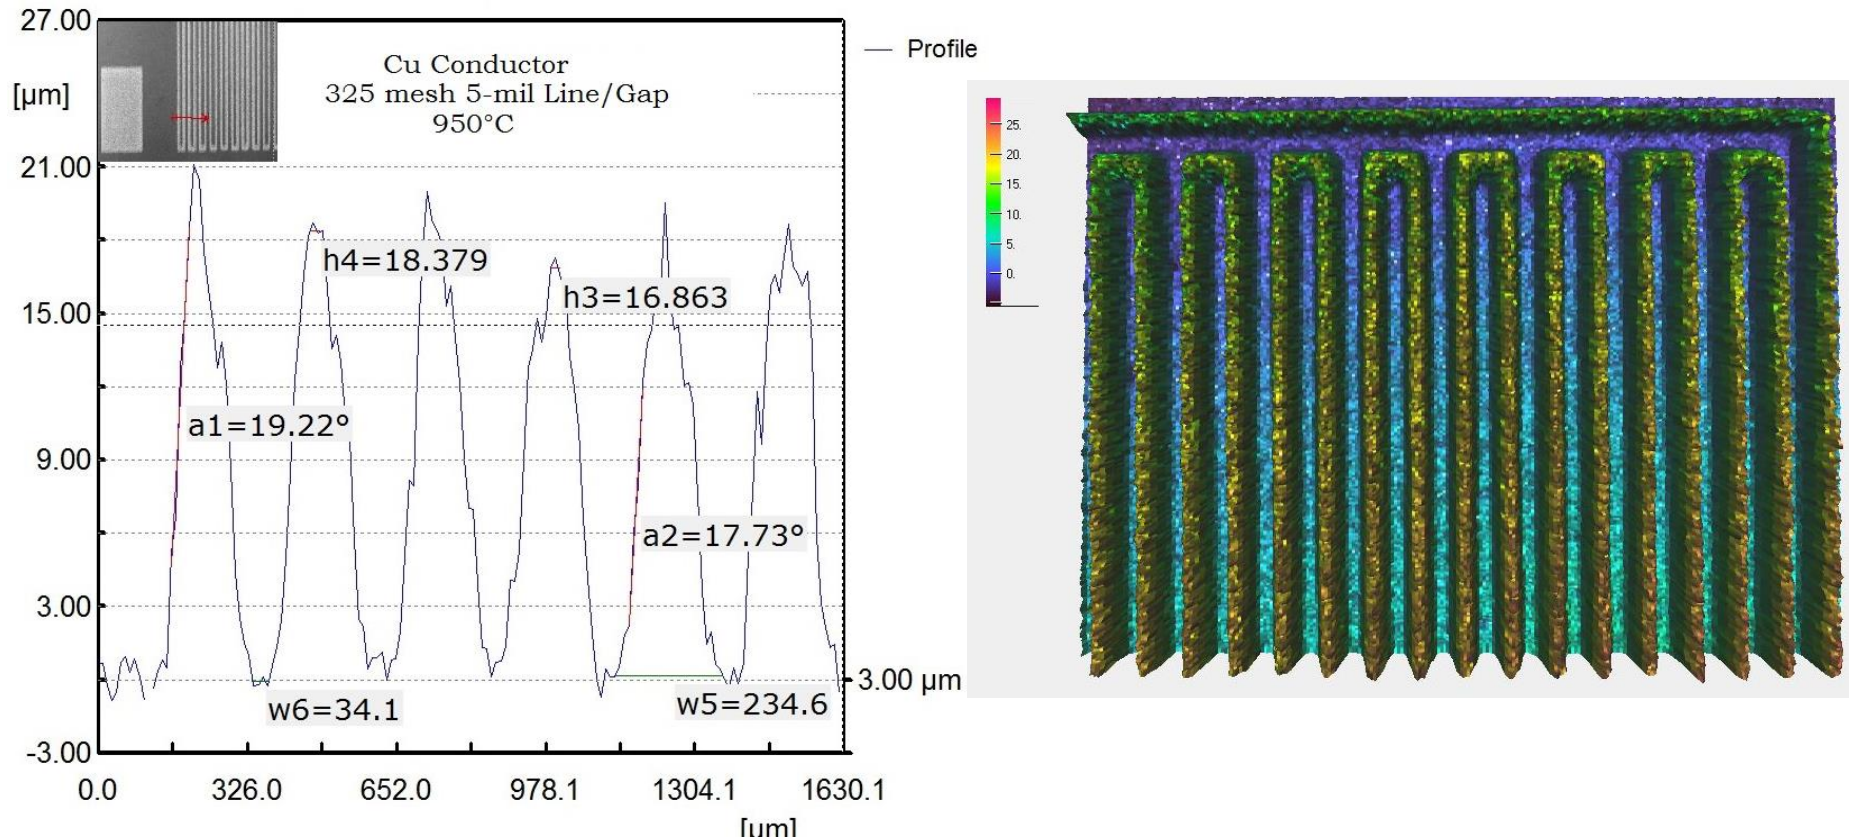 27.00
[µm]
21.00
15.00
9.00
3.00
-3.00
Cu Conductor
325 mesh 5-mil Line/Gap
950°C
Profile
h4=18.379
h3=16.863
a1=19.22°
a2=17.73°
w6=34.1
w5=234.6
3.00 µm
0.0 326.0 652.0 978.1 1304.1 1630.1
[µm]
25.
20.
15.
10.
5.
0.